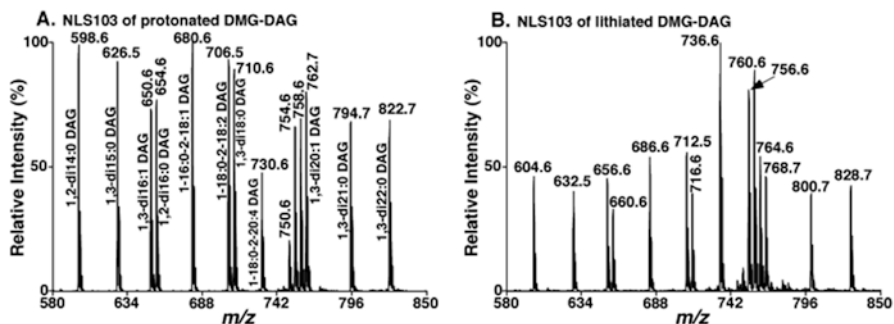 A. NLS103 of protonated DMG-DAG
100
50
0
Relative Intensity (%)
598.6
626.5
650.6
654.6
680.6
706.5
710.6
730.6
750.6
754.6
758.6
762.7
794.7
822.7
1,2-di14:0 DAG
1,3-di15:0 DAG
1,3-di16:1 DAG
1,2-di16:0 DAG
1-16:0-2-18:1 DAG
1-18:0-2-18:2 DAG
1,3-di18:0 DAG
1-18:0-2-20:4 DAG
1,3-di20:1 DAG
1,3-di21:0 DAG
1,3-di22:0 DAG
580 634 688 742 796 850
m/z
B. NLS103 of lithiated DMG-DAG
100
50
0
Relative Intensity (%)
604.6
632.5
656.6
660.6
686.6
712.5
716.6
736.6
760.6
756.6
764.6
768.7
800.7
828.7
580 634 688 742 796 850
m/z